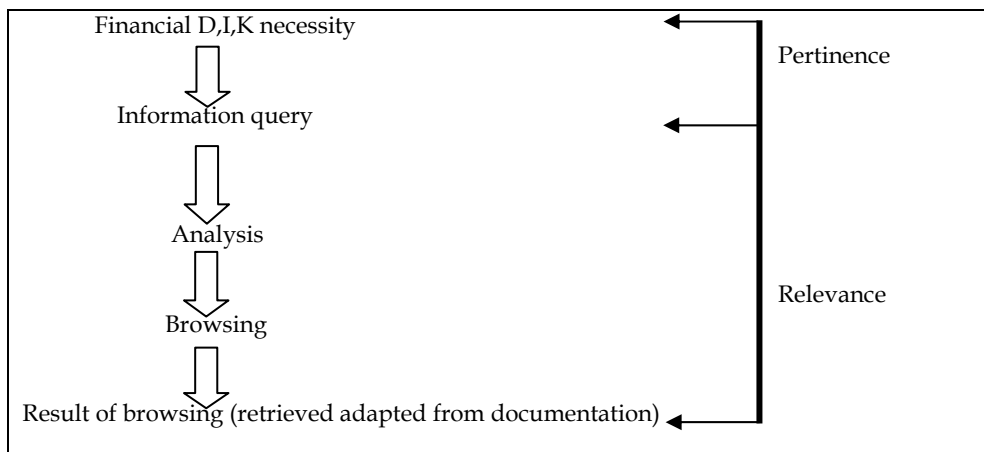 Financial D,I,K necessity
Pertinence
Information query
Analysis
Relevance
Browsing
Result of browsing (retrieved adapted from documentation)